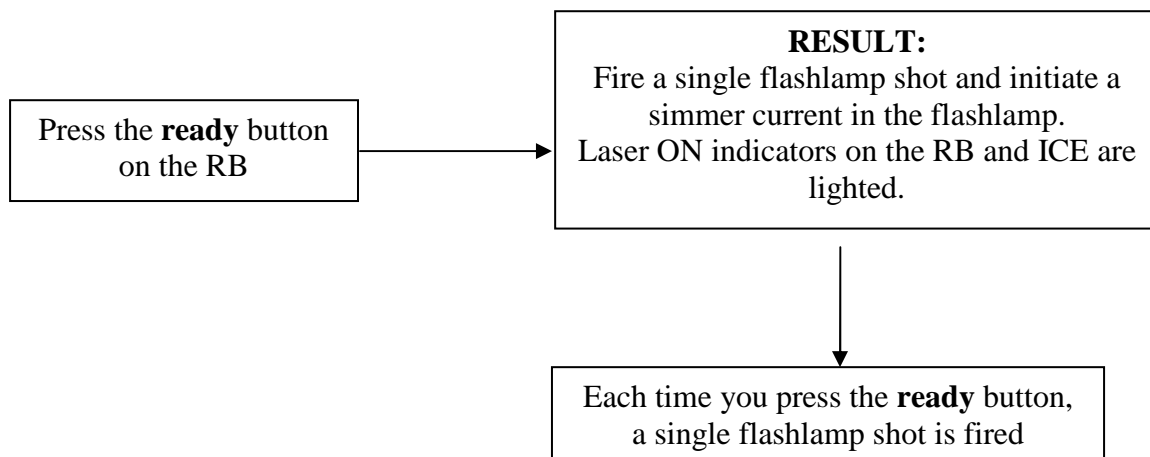 Press the ready button
on the RB
RESULT:
Fire a single flashlamp shot and initiate a
simmer current in the flashlamp.
Laser ON indicators on the RB and ICE are
lighted.
Each time you press the ready button,
a single flashlamp shot is fired